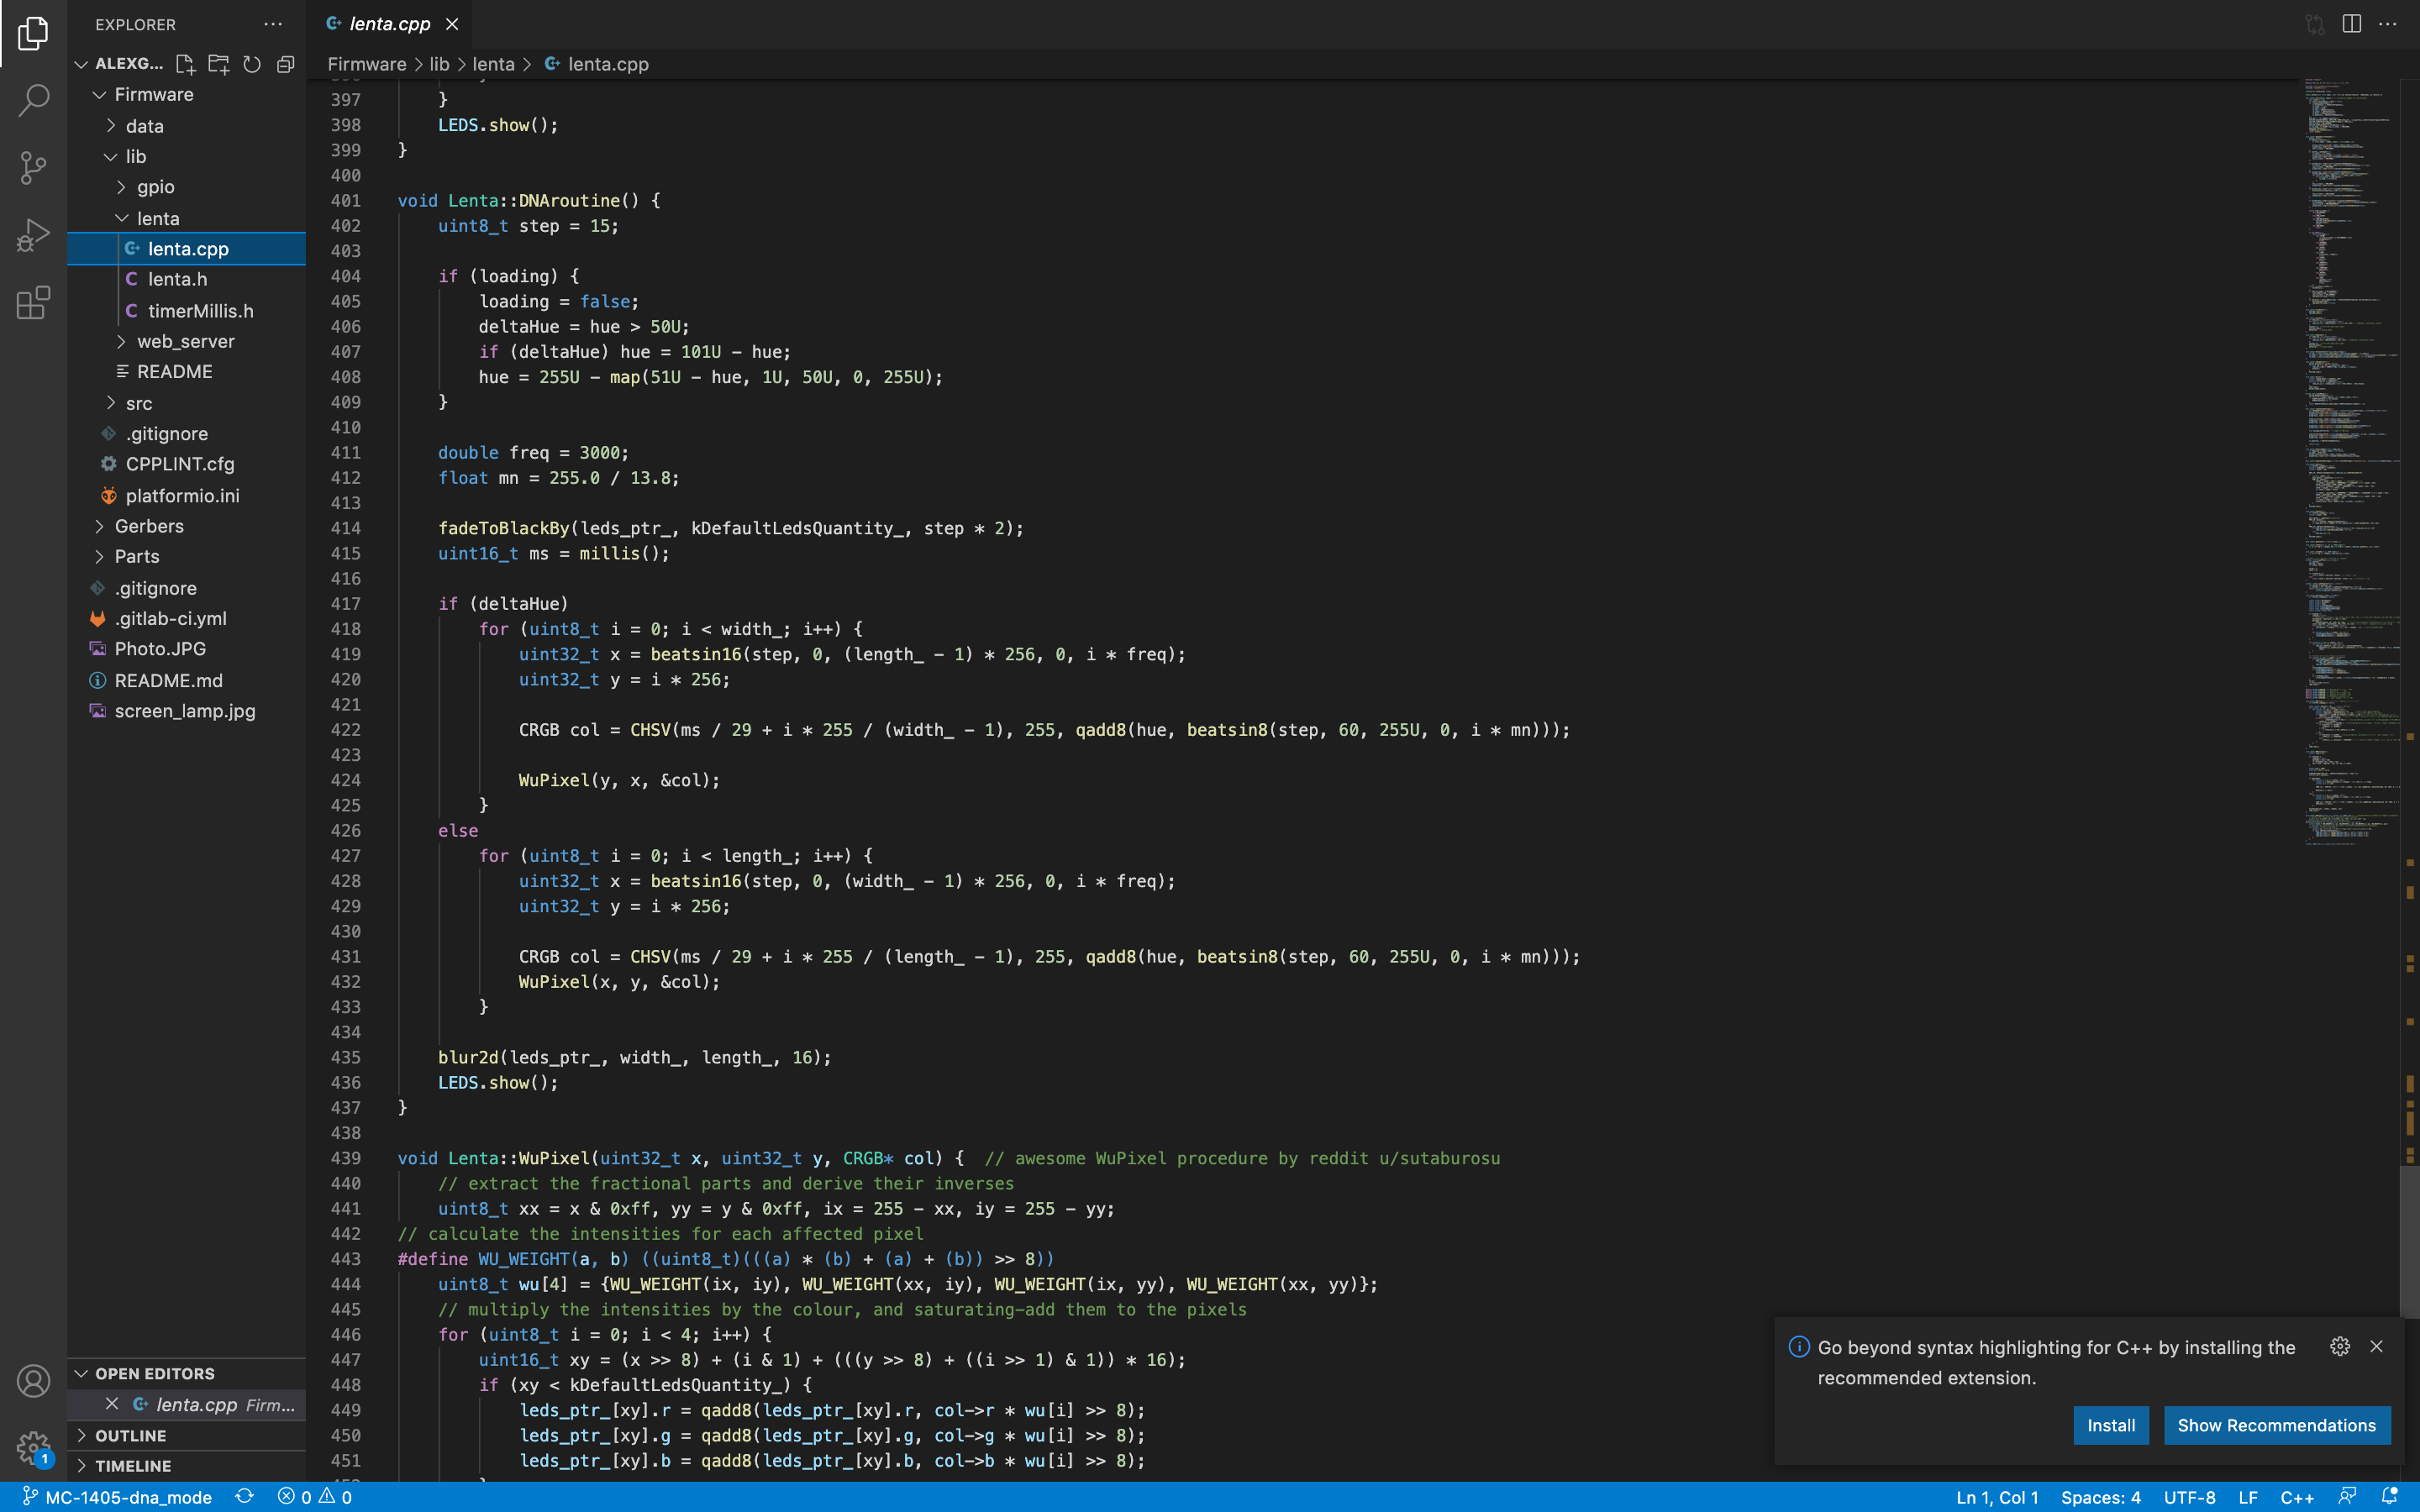 EXPLORER
ALEXG...
Firmware
data
lib
gpio
lenta
lenta.cpp
lenta.h
timerMillis.h
web_server
README
src
.gitignore
CPPLINT.cfg
platformio.ini
Gerbers
Parts
.gitignore
.gitlab-ci.yml
Photo.JPG
README.md
screen_lamp.jpg
OPEN EDITORS
lenta.cpp Firm...
OUTLINE
TIMELINE
1
lenta.cpp
Firmware > lib > lenta > lenta.cpp
397 }
398 LEDS.show();
399 }
400
401 void Lenta::DNAroutine() {
402 uint8_t step = 15;
403
404 if (loading) {
405 loading = false;
406 deltaHue = hue > 50U;
407 if (deltaHue) hue = 101U - hue;
408 hue = 255U - map(51U - hue, 1U, 50U, 0, 255U);
409 }
410
411 double freq = 3000;
412 float mn = 255.0 / 13.8;
413
414 fadeToBlackBy(leds_ptr_, kDefaultLedsQuantity_, step * 2);
415 uint16_t ms = millis();
416
417 if (deltaHue)
418 for (uint8_t i = 0; i < width_; i++) {
419 uint32_t x = beatsin16(step, 0, (length_ - 1) * 256, 0, i * freq);
420 uint32_t y = i * 256;
421
422 CRGB col = CHSV(ms / 29 + i * 255 / (width_ - 1), 255, qadd8(hue, beatsin8(step, 60, 255U, 0, i * mn)));
423
424 WuPixel(y, x, &col);
425 }
426 else
427 for (uint8_t i = 0; i < length_; i++) {
428 uint32_t x = beatsin16(step, 0, (width_ - 1) * 256, 0, i * freq);
429 uint32_t y = i * 256;
430
431 CRGB col = CHSV(ms / 29 + i * 255 / (length_ - 1), 255, qadd8(hue, beatsin8(step, 60, 255U, 0, i * mn)));
432 WuPixel(x, y, &col);
433 }
434
435 blur2d(leds_ptr_, width_, length_, 16);
436 LEDS.show();
437 }
438
439 void Lenta::WuPixel(uint32_t x, uint32_t y, CRGB* col) { // awesome WuPixel procedure by reddit u/sutaburosu
440 // extract the fractional parts and derive their inverses
441 uint8_t xx = x & 0xff, yy = y & 0xff, ix = 255 - xx, iy = 255 - yy;
442 // calculate the intensities for each affected pixel
443 #define WU_WEIGHT(a, b) ((uint8_t)(((a) * (b) + (a) + (b)) >> 8))
444 uint8_t wu[4] = {WU_WEIGHT(ix, iy), WU_WEIGHT(xx, iy), WU_WEIGHT(ix, yy), WU_WEIGHT(xx, yy)};
445 // multiply the intensities by the colour, and saturating-add them to the pixels
446 for (uint8_t i = 0; i < 4; i++) {
447 uint16_t xy = (x >> 8) + (i & 1) + (((y >> 8) + ((i >> 1) & 1)) * 16);
448 if (xy < kDefaultLedsQuantity_) {
449 leds_ptr_[xy].r = qadd8(leds_ptr_[xy].r, col->r * wu[i] >> 8);
450 leds_ptr_[xy].g = qadd8(leds_ptr_[xy].g, col->g * wu[i] >> 8);
451 leds_ptr_[xy].b = qadd8(leds_ptr_[xy].b, col->b * wu[i] >> 8);
Go beyond syntax highlighting for C++ by installing the
recommended extension.
Install
Show Recommendations
MC-1405-dna_mode 0 0 Ln 1, Col 1 Spaces: 4 UTF-8 LF C++